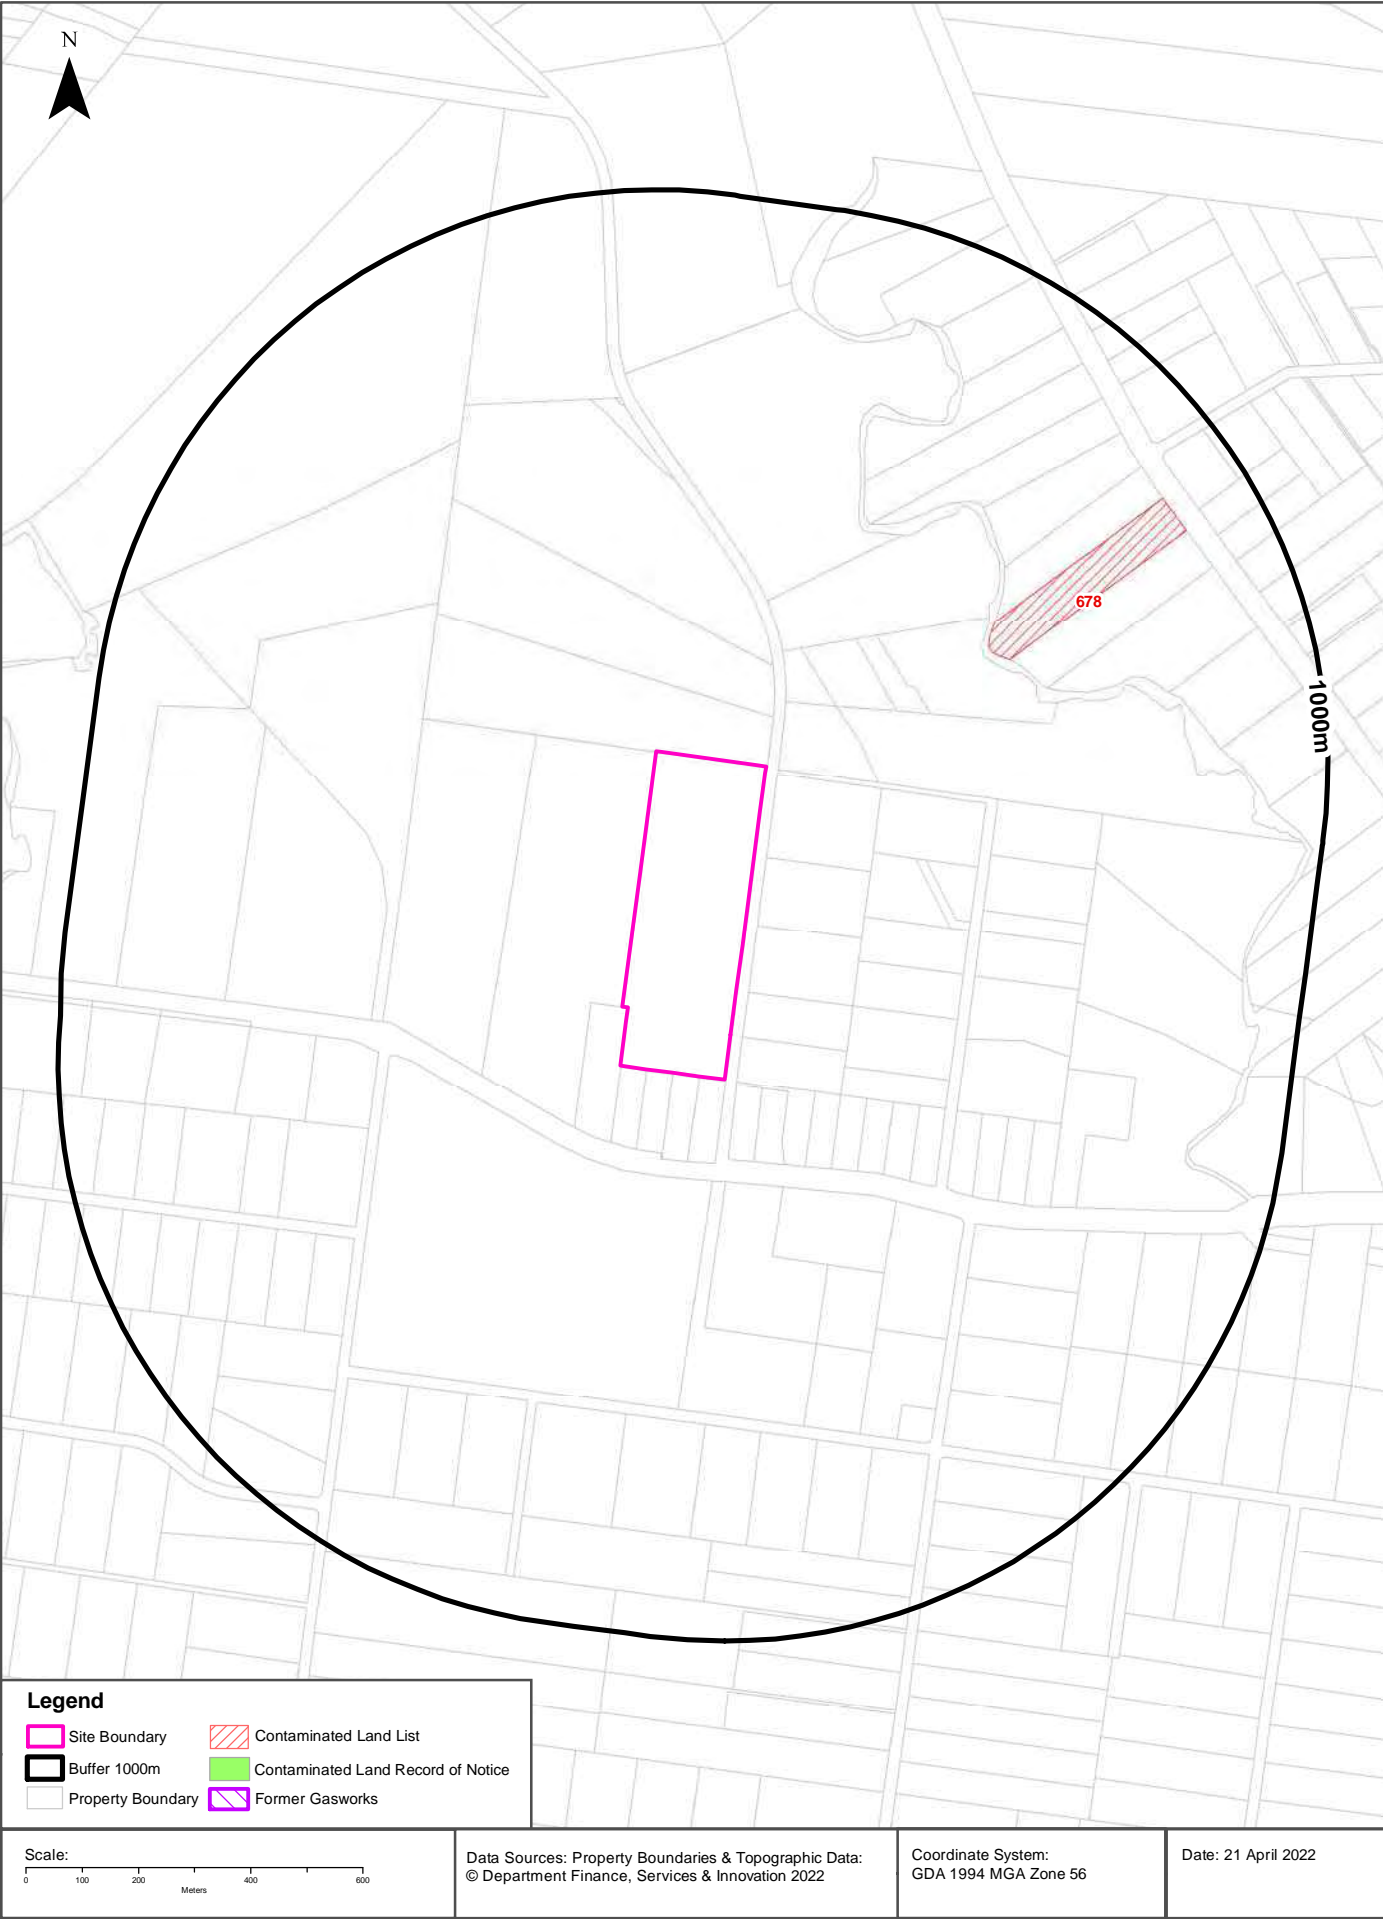 N
678
1000m
Legend
Site Boundary
Contaminated Land List
Buffer 1000m
Contaminated Land Record of Notice
Property Boundary
Former Gasworks
Scale:
0 100 200 400 600
Meters
Data Sources: Property Boundaries & Topographic Data:
© Department Finance, Services & Innovation 2022
Coordinate System:
GDA 1994 MGA Zone 56
Date: 21 April 2022